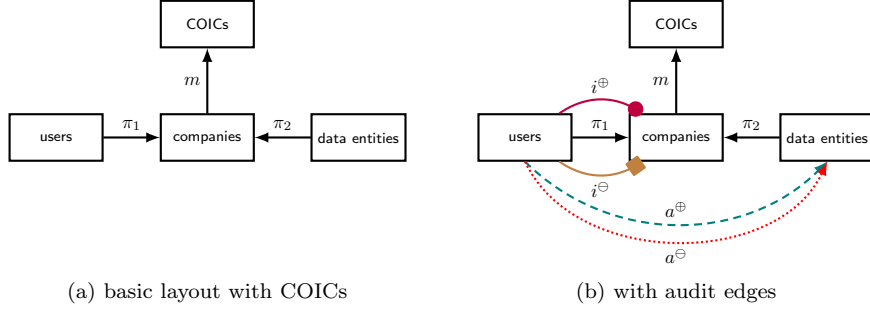 COICs
m
users
π₁
companies
π₂
data entities
(a) basic layout with COICs
COICs
m
i⊕
users
π₁
companies
π₂
data entities
i⊖
a⊕
a⊖
(b) with audit edges